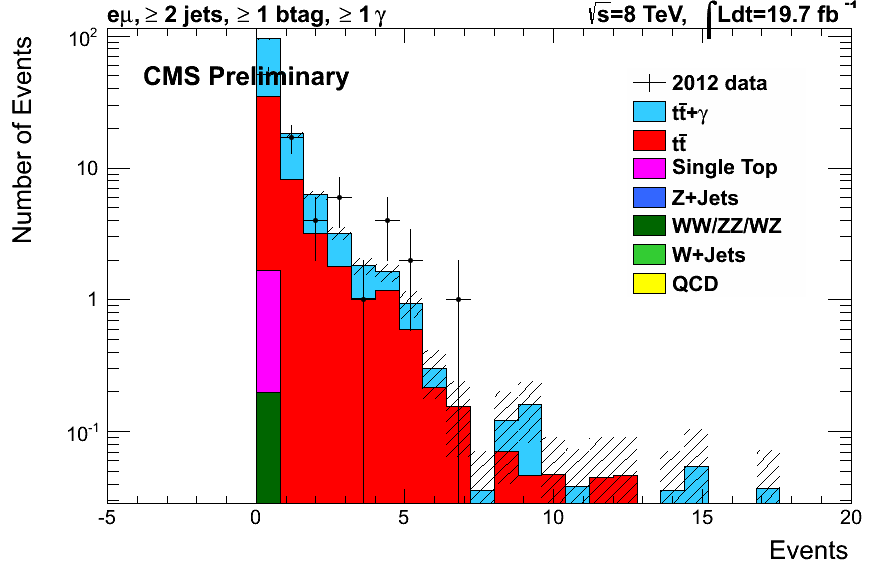 eμ, ≥ 2 jets, ≥ 1 btag, ≥ 1 γ
√s=8 TeV, ∫Ldt=19.7 fb⁻¹
CMS Preliminary
Number of Events
10²
10
1
10⁻¹
2012 data
tt̄+γ
tt̄
Single Top
Z+Jets
WW/ZZ/WZ
W+Jets
QCD
-5 0 5 10 15 20
Events